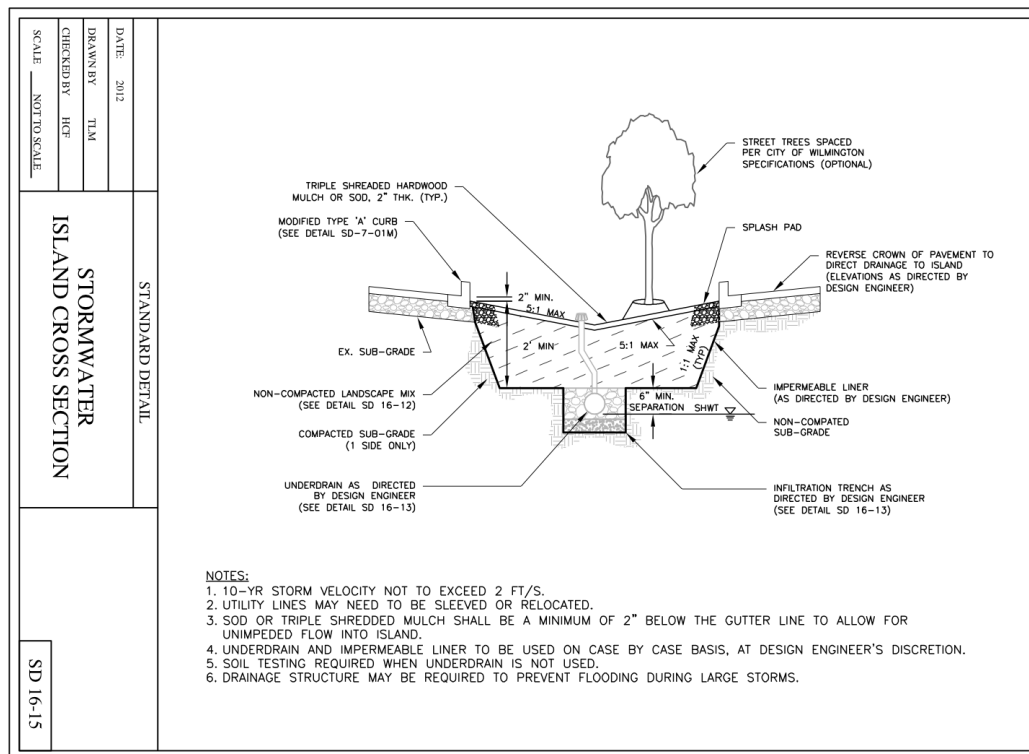 DATE: 2012
DRAWN BY TLM
CHECKED BY HCF
SCALE NOT TO SCALE
STANDARD DETAIL
STORMWATER
ISLAND CROSS SECTION
SD 16-15
STREET TREES SPACED
PER CITY OF WILMINGTON
SPECIFICATIONS (OPTIONAL)
TRIPLE SHREADED HARDWOOD
MULCH OR SOD, 2" THK. (TYP.)
MODIFIED TYPE 'A' CURB
(SEE DETAIL SD-7-01M)
SPLASH PAD
REVERSE CROWN OF PAVEMENT TO
DIRECT DRAINAGE TO ISLAND
(ELEVATIONS AS DIRECTED BY
DESIGN ENGINEER)
2" MIN.
5:1 MAX
2' MIN
5:1 MAX
1:1 MAX
(TYP)
EX. SUB-GRADE
NON-COMPACTED LANDSCAPE MIX
(SEE DETAIL SD 16-12)
COMPACTED SUB-GRADE
(1 SIDE ONLY)
UNDERDRAIN AS DIRECTED
BY DESIGN ENGINEER
(SEE DETAIL SD 16-13)
6" MIN.
SEPARATION SHWT
IMPERMEABLE LINER
(AS DIRECTED BY DESIGN ENGINEER)
NON-COMPATED
SUB-GRADE
INFILTRATION TRENCH AS
DIRECTED BY DESIGN ENGINEER
(SEE DETAIL SD 16-13)
NOTES:
1. 10-YR STORM VELOCITY NOT TO EXCEED 2 FT/S.
2. UTILITY LINES MAY NEED TO BE SLEEVED OR RELOCATED.
3. SOD OR TRIPLE SHREDDED MULCH SHALL BE A MINIMUM OF 2" BELOW THE GUTTER LINE TO ALLOW FOR
UNIMPEDED FLOW INTO ISLAND.
4. UNDERDRAIN AND IMPERMEABLE LINER TO BE USED ON CASE BY CASE BASIS, AT DESIGN ENGINEER'S DISCRETION.
5. SOIL TESTING REQUIRED WHEN UNDERDRAIN IS NOT USED.
6. DRAINAGE STRUCTURE MAY BE REQUIRED TO PREVENT FLOODING DURING LARGE STORMS.